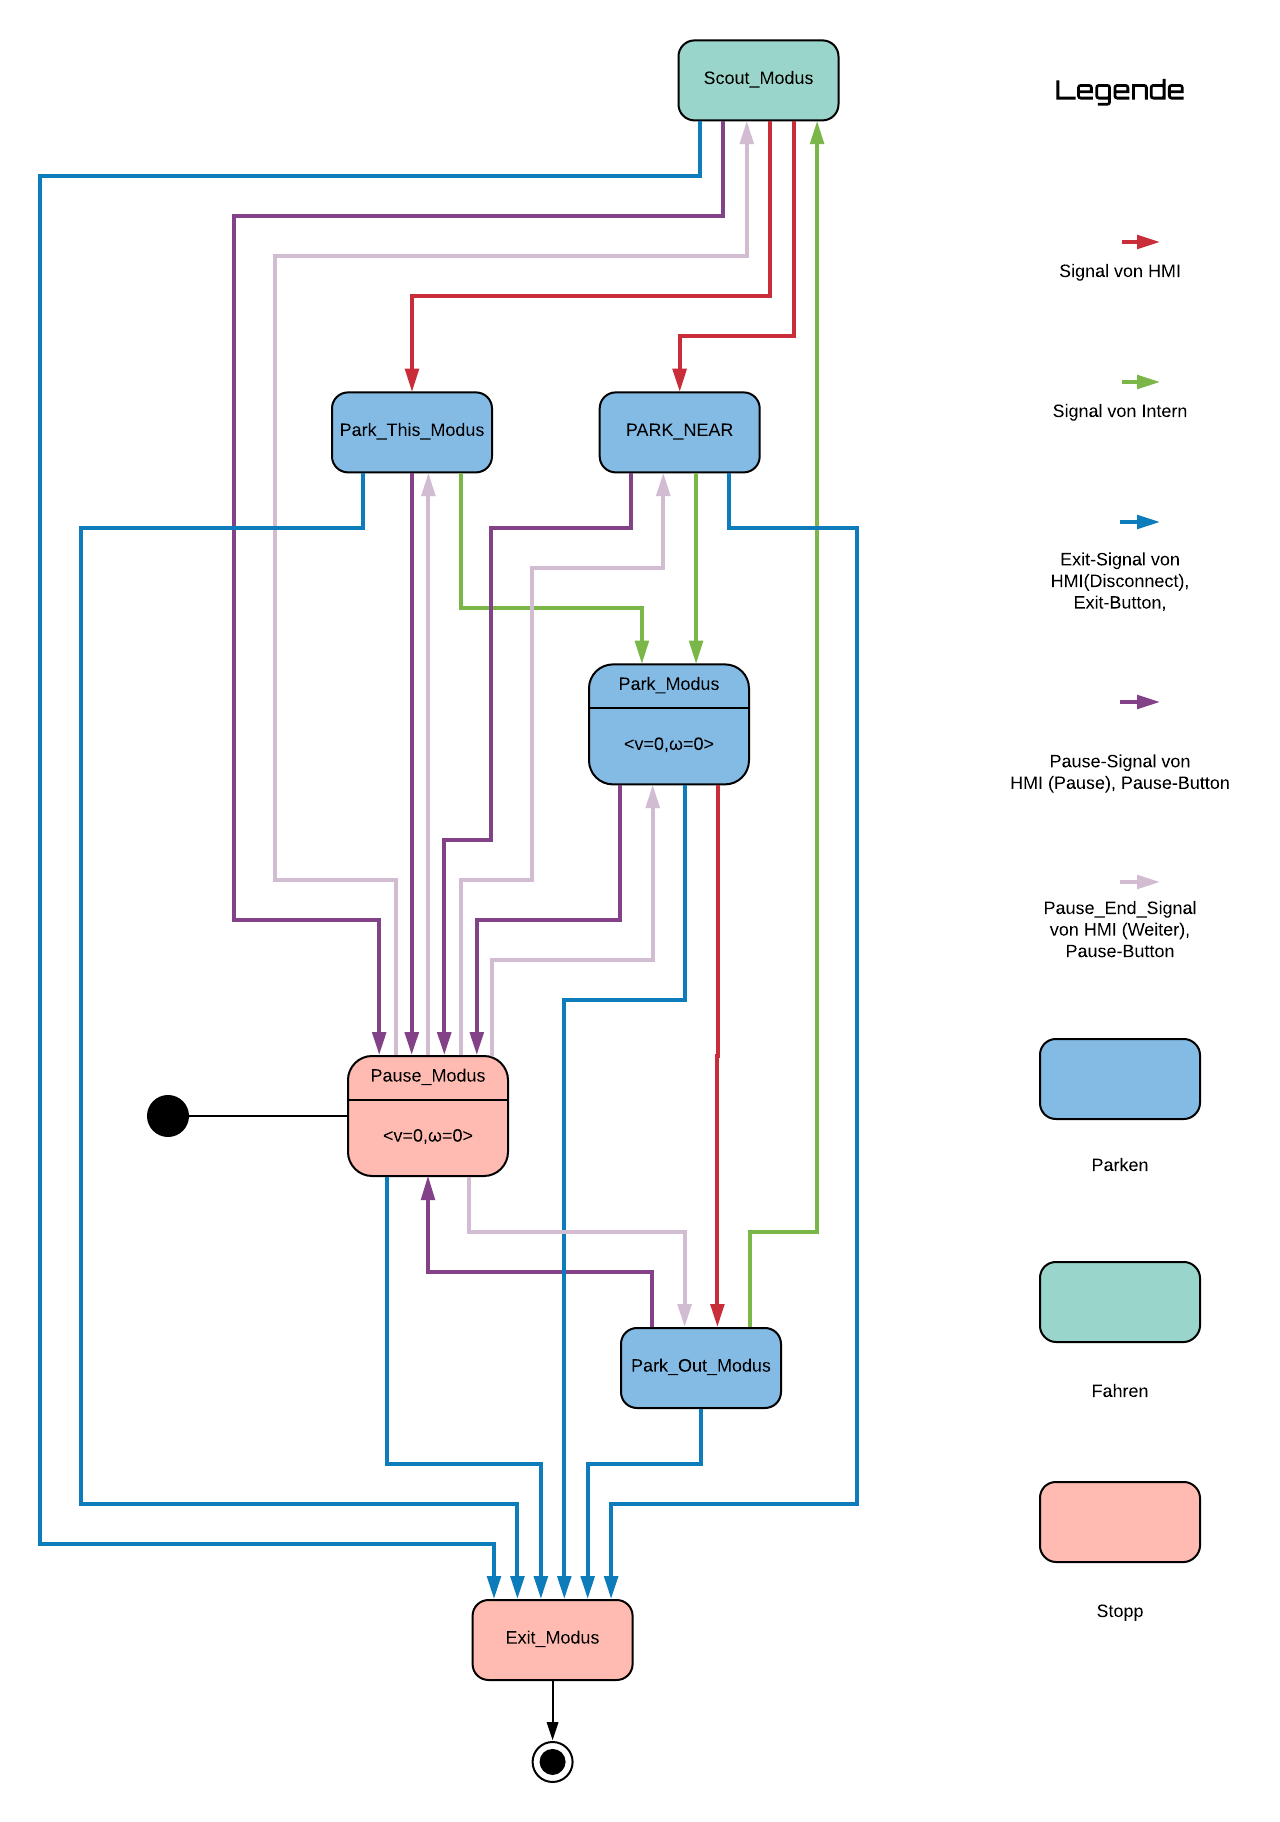 Scout_Modus
Park_This_Modus
PARK_NEAR
Park_Modus
<v=0,ω=0>
Pause_Modus
<v=0,ω=0>
Park_Out_Modus
Exit_Modus
Legende
Signal von HMI
Signal von Intern
Exit-Signal von
HMI(Disconnect),
Exit-Button,
Pause-Signal von
HMI (Pause), Pause-Button
Pause_End_Signal
von HMI (Weiter),
Pause-Button
Parken
Fahren
Stopp